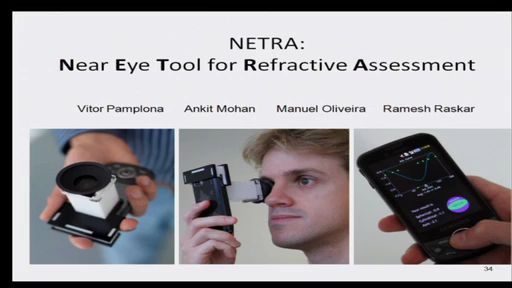 NETRA:
Near Eye Tool for Refractive Assessment
Vitor Pamplona Ankit Mohan Manuel Oliveira Ramesh Raskar
34